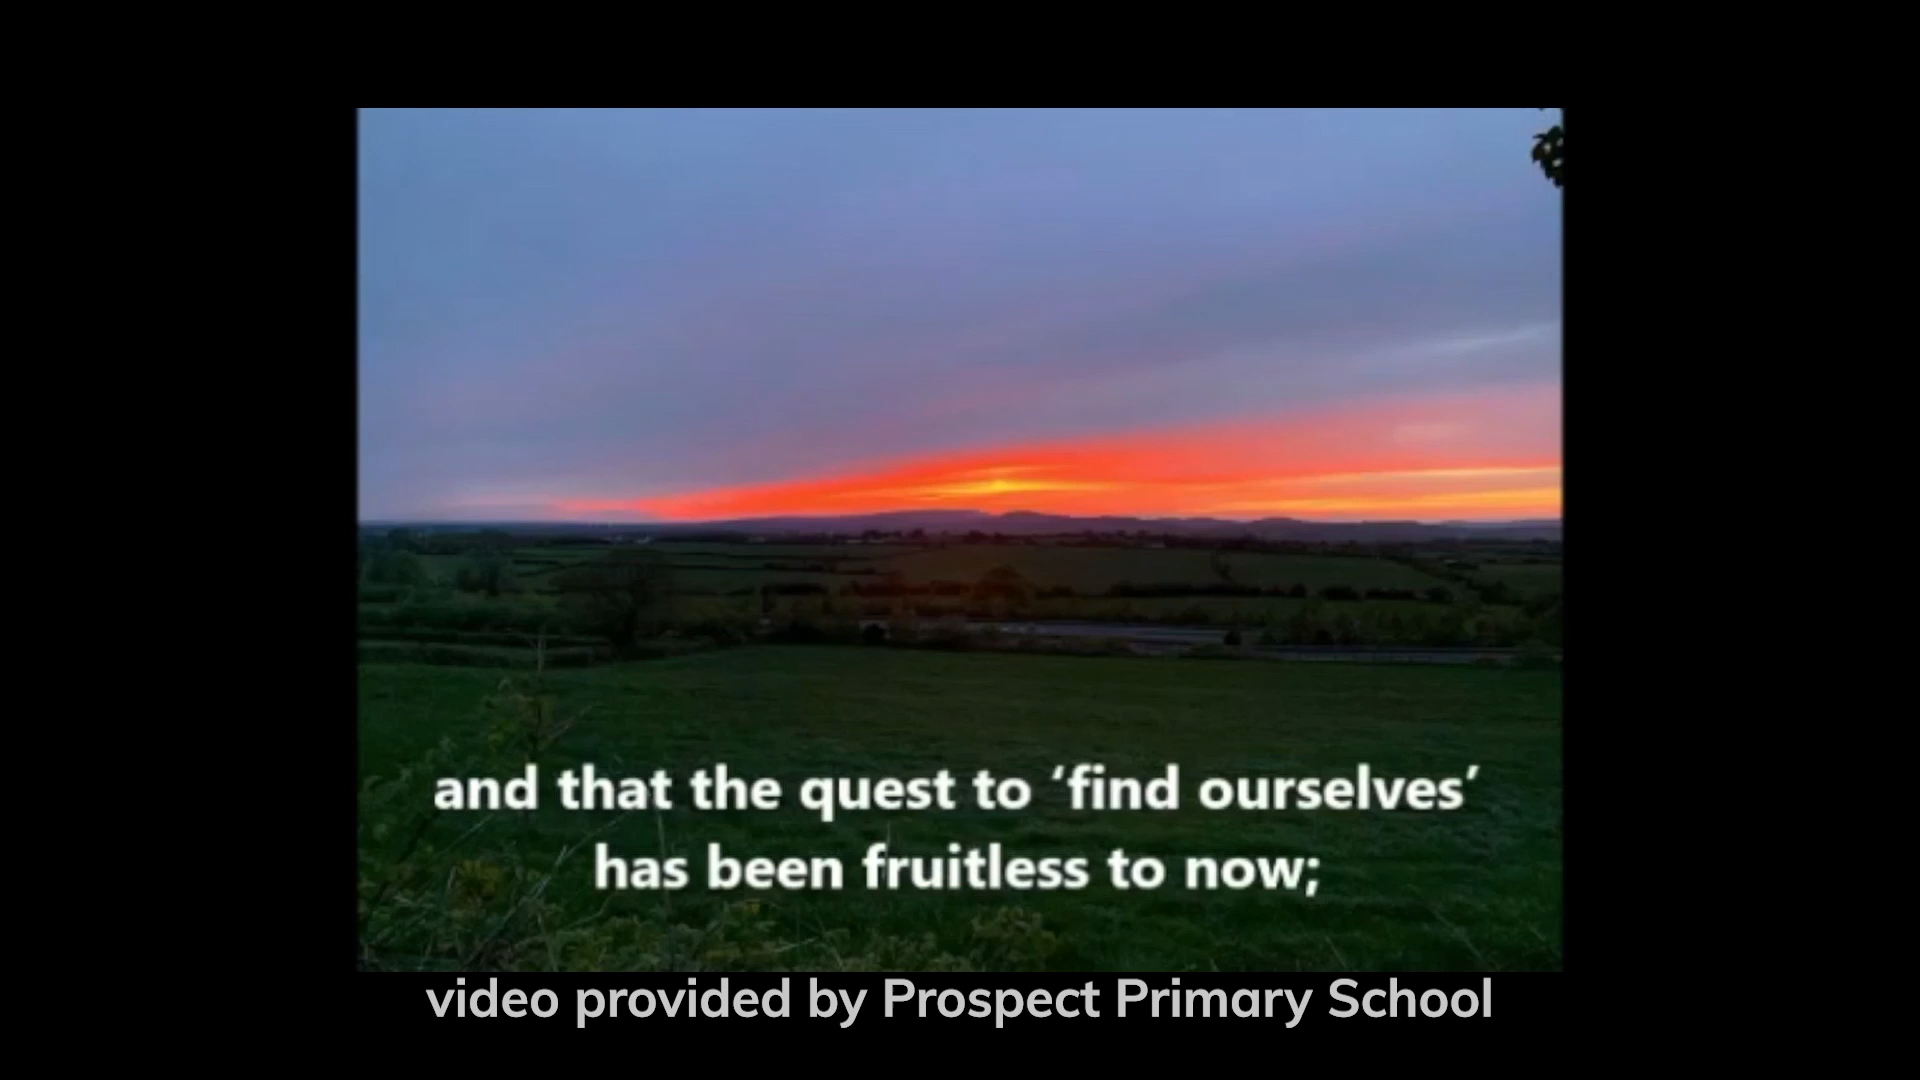 and that the quest to ‘find ourselves’
has been fruitless to now;
video provided by Prospect Primary School